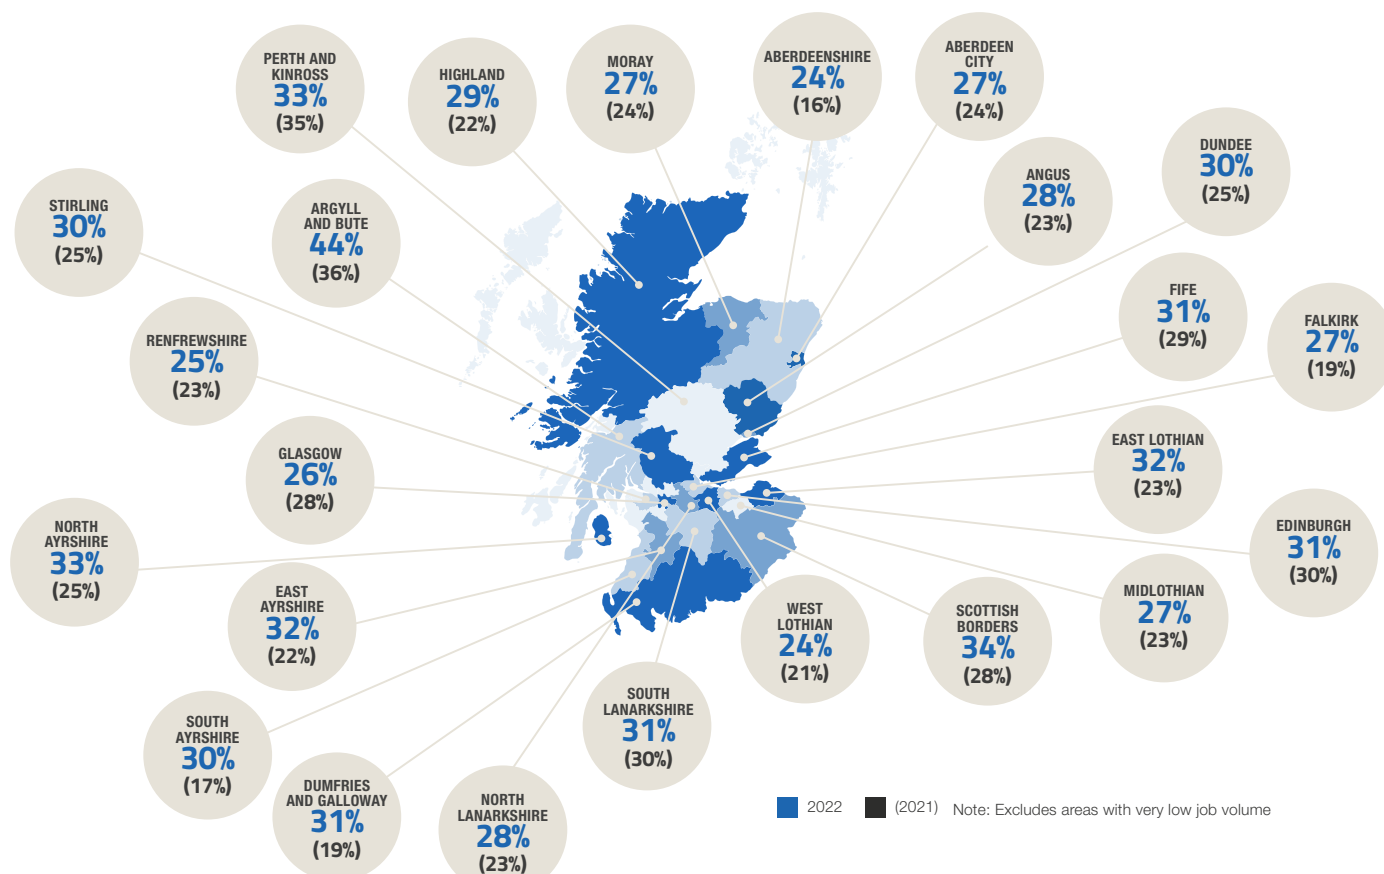 PERTH AND
KINROSS
33%
(35%)
HIGHLAND
29%
(22%)
MORAY
27%
(24%)
ABERDEENSHIRE
24%
(16%)
ABERDEEN
CITY
27%
(24%)
DUNDEE
30%
(25%)
ANGUS
28%
(23%)
STIRLING
30%
(25%)
ARGYLL
AND BUTE
44%
(36%)
FIFE
31%
(29%)
FALKIRK
27%
(19%)
RENFREWSHIRE
25%
(23%)
GLASGOW
26%
(28%)
EAST LOTHIAN
32%
(23%)
NORTH
AYRSHIRE
33%
(25%)
EDINBURGH
31%
(30%)
EAST
AYRSHIRE
32%
(22%)
WEST
LOTHIAN
24%
(21%)
SCOTTISH
BORDERS
34%
(28%)
MIDLOTHIAN
27%
(23%)
SOUTH
AYRSHIRE
30%
(17%)
SOUTH
LANARKSHIRE
31%
(30%)
DUMFRIES
AND GALLOWAY
31%
(19%)
NORTH
LANARKSHIRE
28%
(23%)
2022 (2021) Note: Excludes areas with very low job volume